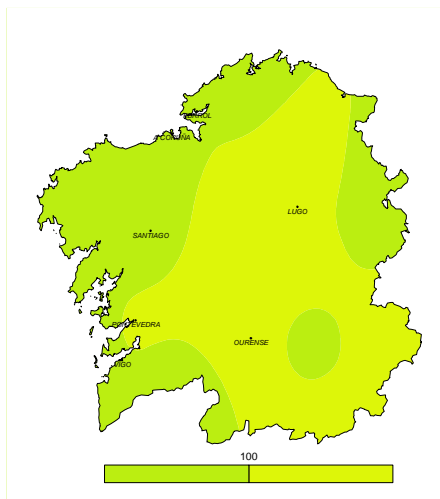 FERROL
A CORUÑA
LUGO
SANTIAGO
PONTEVEDRA
OURENSE
VIGO
100